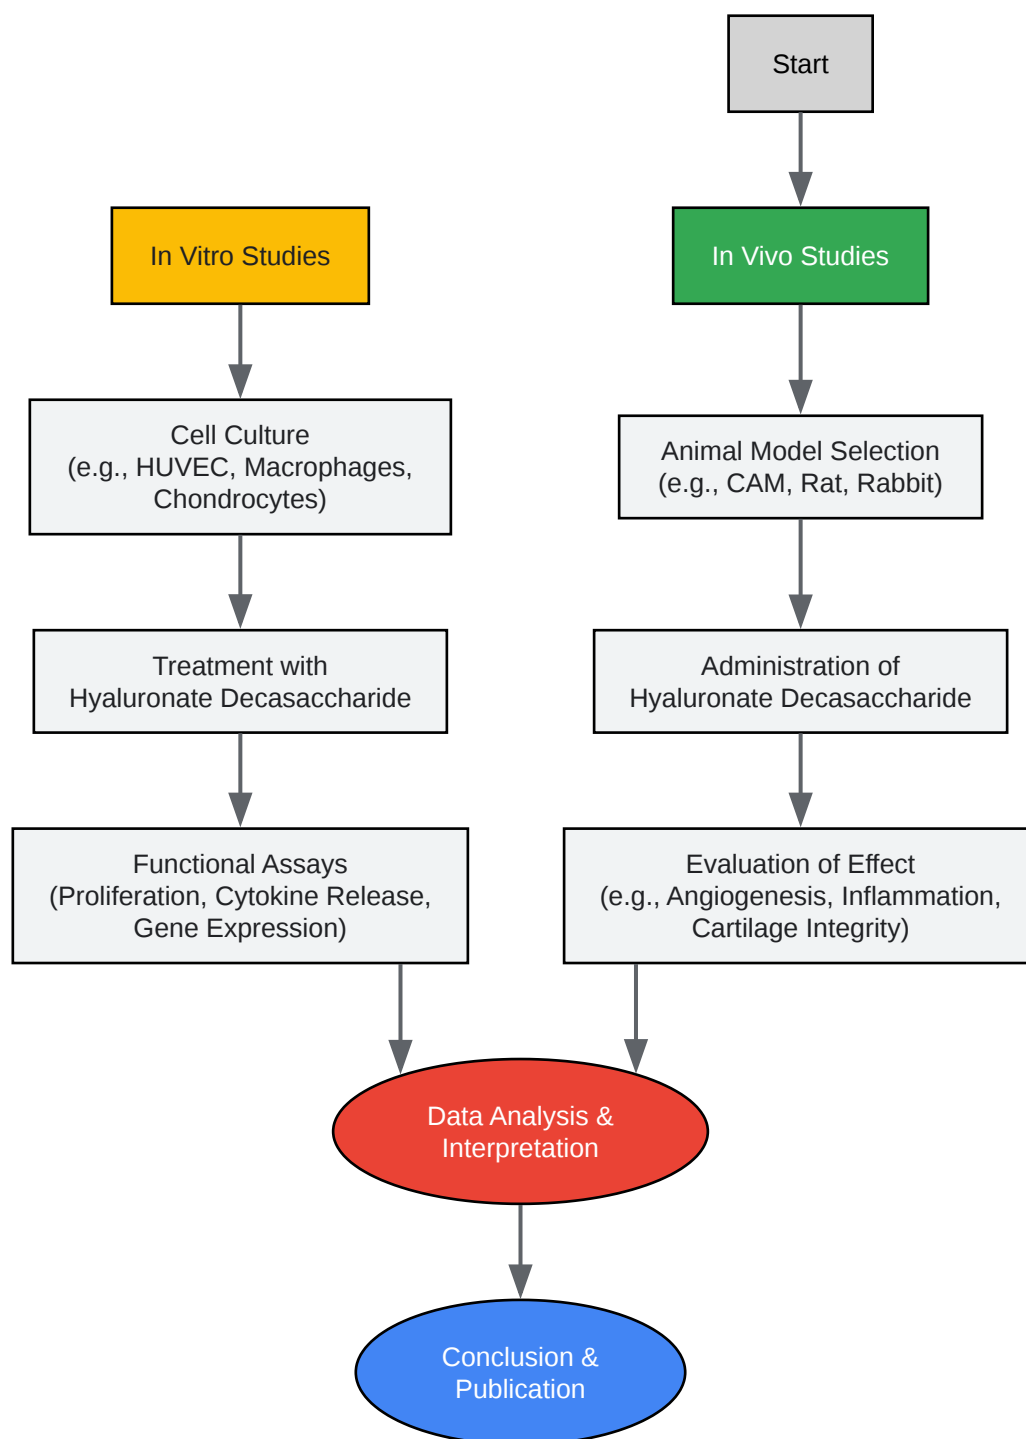 Start
In Vitro Studies
In Vivo Studies
Cell Culture
(e.g., HUVEC, Macrophages,
Chondrocytes)
Animal Model Selection
(e.g., CAM, Rat, Rabbit)
Treatment with
Hyaluronate Decasaccharide
Administration of
Hyaluronate Decasaccharide
Functional Assays
(Proliferation, Cytokine Release,
Gene Expression)
Evaluation of Effect
(e.g., Angiogenesis, Inflammation,
Cartilage Integrity)
Data Analysis &
Interpretation
Conclusion &
Publication